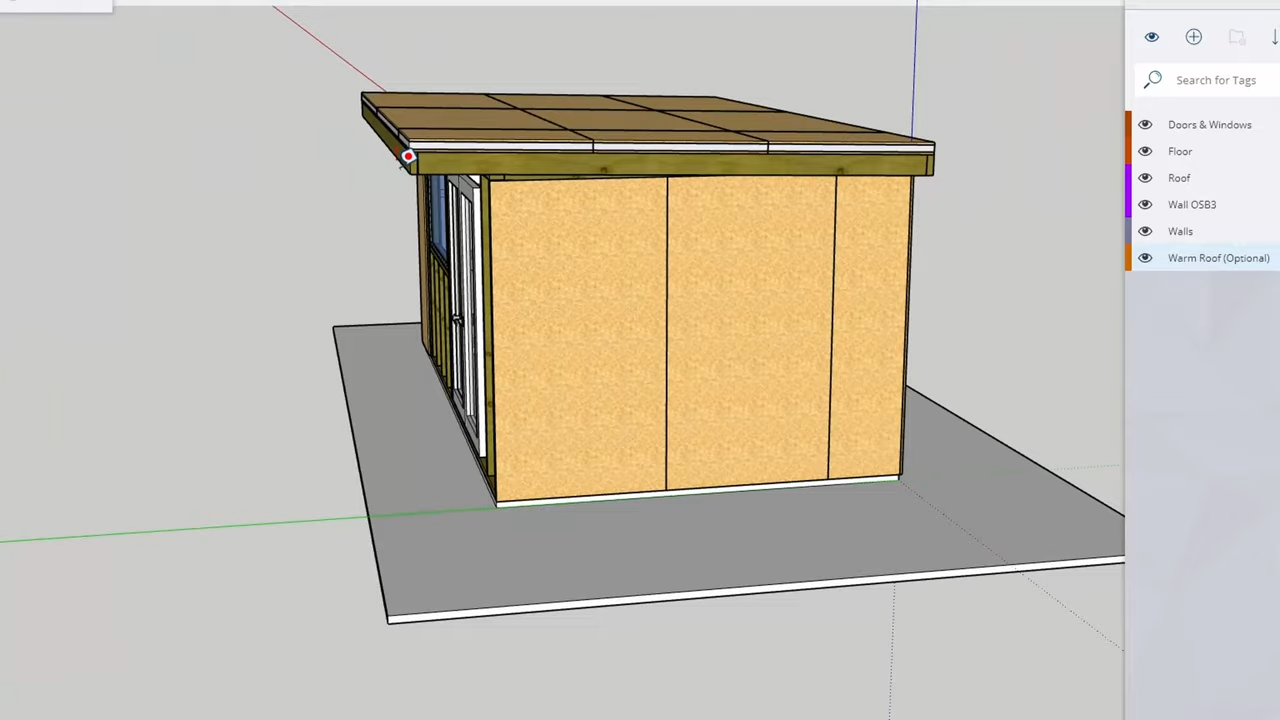 Search for Tags
Doors & Windows
Floor
Roof
Wall OSB3
Walls
Warm Roof (Optional)